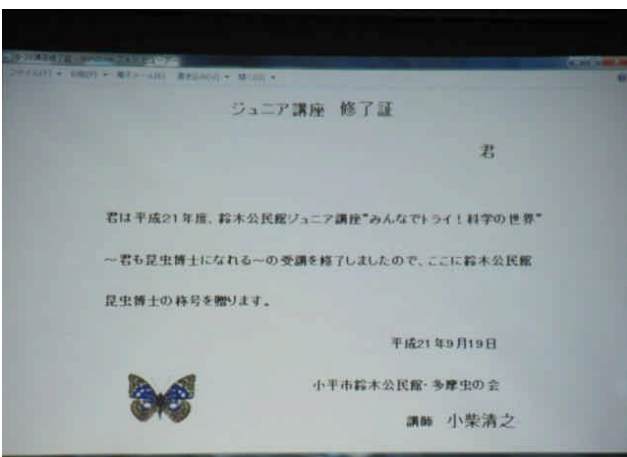 ジュニア講座 修了証
君
君は平成21年度、鈴木公民館ジュニア講座"みんなでトライ！科学の世界"
～君も昆虫博士になれる～の受講を修了しましたので、ここに鈴木公民館
昆虫博士の称号を贈ります。
平成21年9月19日
小平市鈴木公民館・多摩虫の会
講師 小柴清之